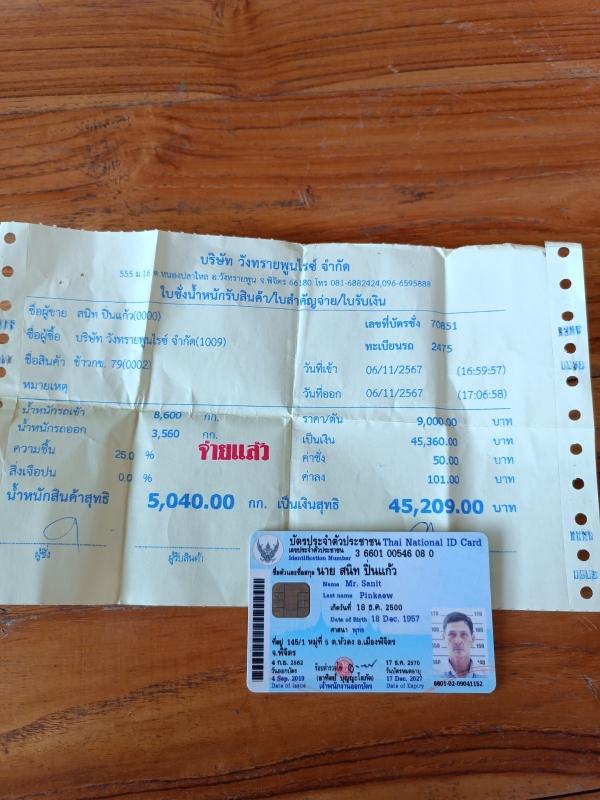 บริษัท วังทรายพูนไรซ์ จำกัด
555 ม.16 ต.หนองปลาไหล อ.วังทรายพูน จ.พิจิตร 66180 โทร 081-6882424,096-6595888
ใบชั่งน้ำหนักรับสินค้า/ใบสำคัญจ่าย/ใบรับเงิน
ชื่อผู้ขาย สนิท ปิ่นแก้ว(0000) เลขที่บัตรชั่ง 70851
ชื่อผู้ซื้อ บริษัท วังทรายพูนไรซ์ จำกัด(1009) ทะเบียนรถ 2475
ชื่อสินค้า ข้าวกข. 79(0002) วันที่เข้า 06/11/2567 (16:59:57)
หมายเหตุ วันที่ออก 06/11/2567 (17:06:58)
น้ำหนักรถเข้า 8,600 กก. ราคา/ตัน 9,000.00 บาท
น้ำหนักรถออก 3,560 กก. เป็นเงิน 45,360.00 บาท
ความชื้น 25.0 % จ่ายแล้ว ค่าชั่ง 50.00 บาท
สิ่งเจือปน 0.0 % ค่าลง 101.00 บาท
น้ำหนักสินค้าสุทธิ 5,040.00 กก. เป็นเงินสุทธิ 45,209.00 บาท
ผู้ชั่ง ผู้รับสินค้า
บัตรประจำตัวประชาชน Thai National ID Card
เลขประจำตัวประชาชน 3 6601 00546 08 0
Identification Number
ชื่อตัวและชื่อสกุล นาย สนิท ปิ่นแก้ว
Name Mr. Sanit
Last name Pinkaew
เกิดวันที่ 18 ธ.ค. 2500
Date of Birth 18 Dec. 1957
ศาสนา พุทธ
ที่อยู่ 145/1 หมู่ที่ 5 ต.หัวดง อ.เมืองพิจิตร
จ.พิจิตร
4 ก.ย. 2562 17 ธ.ค. 2570
วันออกบัตร วันบัตรหมดอายุ
4 Sep. 2019 17 Dec. 2027
Date of Issue เจ้าพนักงานออกบัตร Date of Expiry
6601-02-09041152